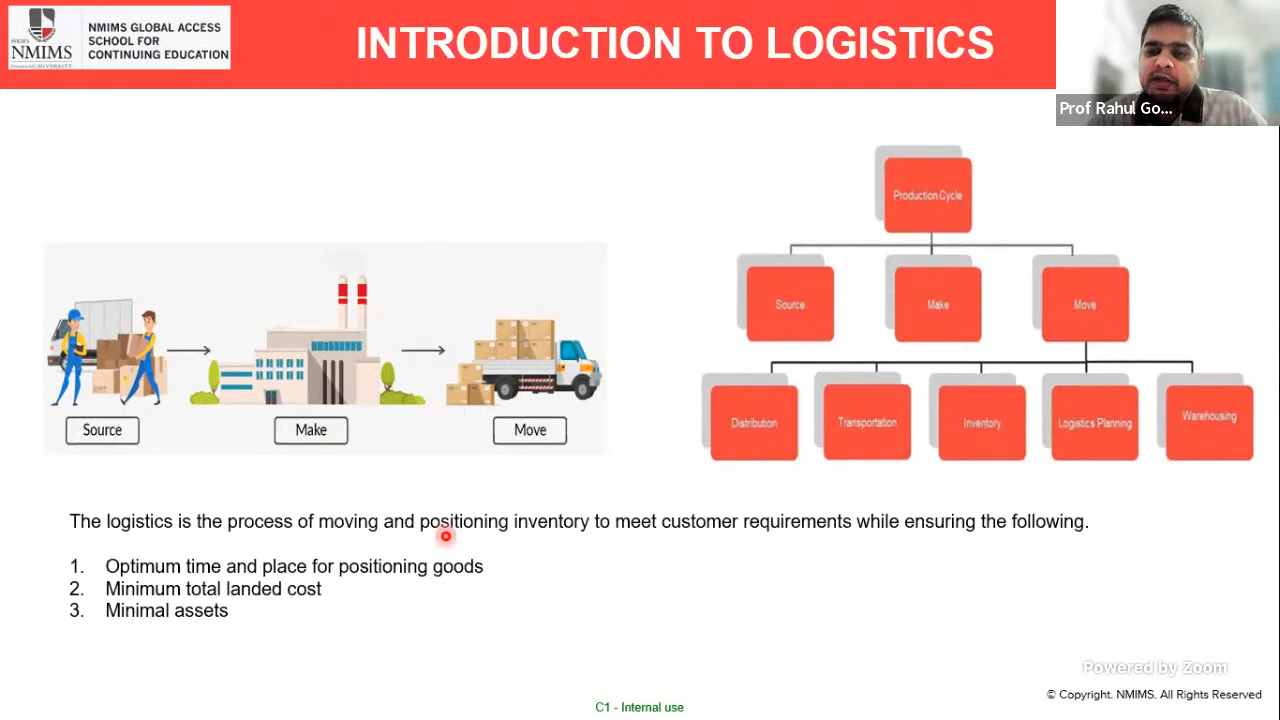 SVKM'S
NMIMS
NMIMS GLOBAL ACCESS
SCHOOL FOR
CONTINUING EDUCATION
INTRODUCTION TO LOGISTICS
Prof Rahul Go...
Source
Make
Move
Production Cycle
Source
Make
Move
Distribution
Transportation
Inventory
Logistics Planning
Warehousing
The logistics is the process of moving and positioning inventory to meet customer requirements while ensuring the following.
1. Optimum time and place for positioning goods
2. Minimum total landed cost
3. Minimal assets
Powered by Zoom
© Copyright. NMIMS. All Rights Reserved
C1 - Internal use